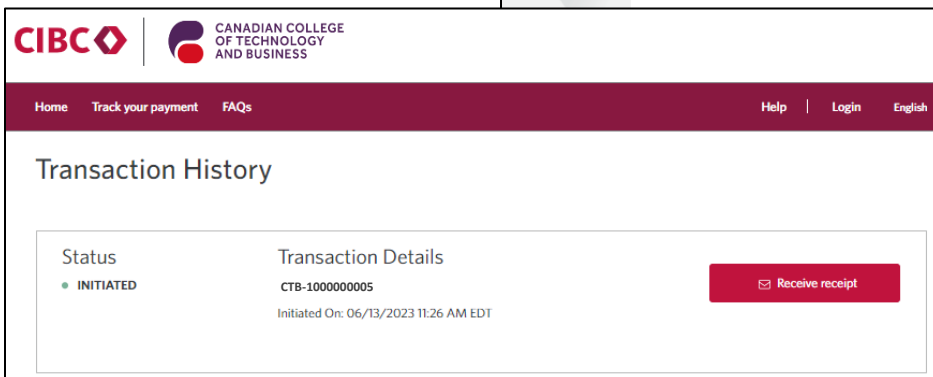 CIBC
CANADIAN COLLEGE
OF TECHNOLOGY
AND BUSINESS
Home Track your payment FAQs Help Login English
Transaction History
Status Transaction Details
INITIATED CTB-1000000005 Receive receipt
Initiated On: 06/13/2023 11:26 AM EDT